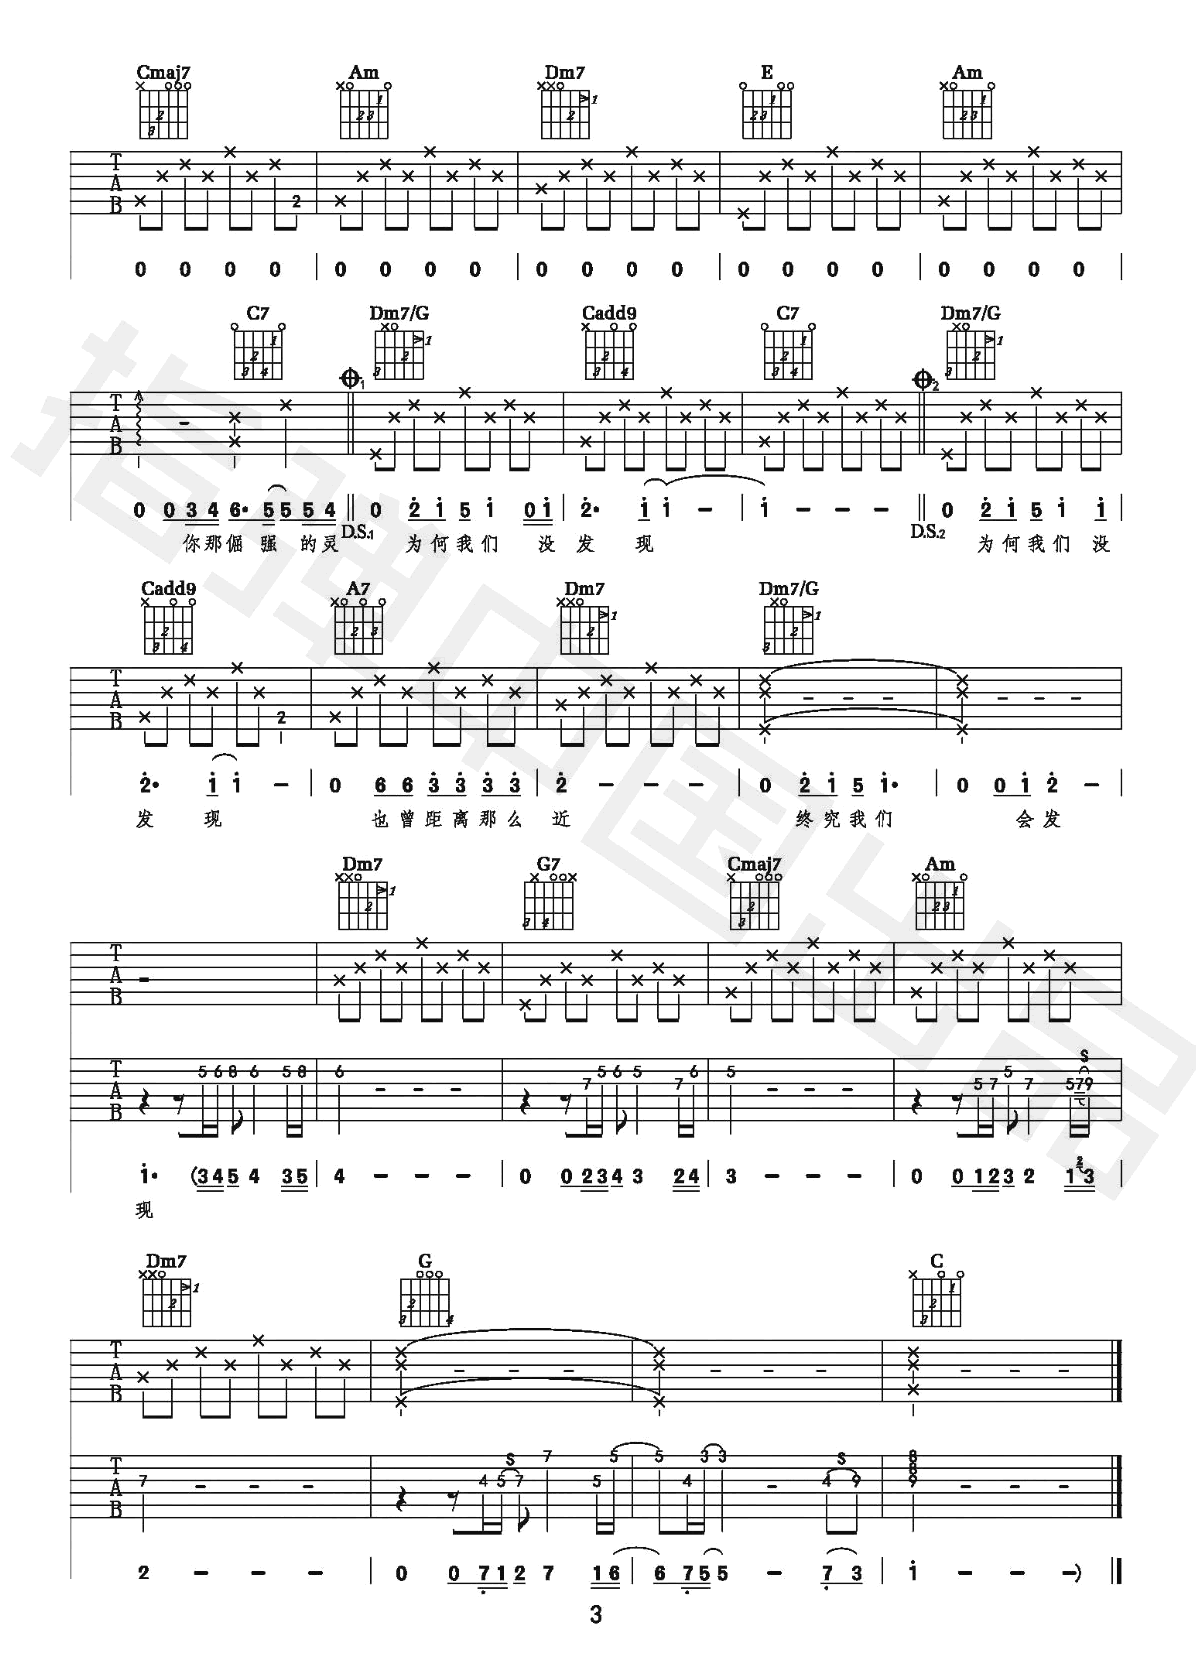 Cmaj7 Am Dm7 E Am
T A B 2
0 0 0 0 | 0 0 0 0 | 0 0 0 0 | 0 0 0 0 | 0 0 0 0
C7 Dm7/G Cadd9 C7 Dm7/G
T A B
0 0 3 4 6· 5 5 5 4 | 0 2 1 5 1 0 1 | 2· 1 1 - | 1 - - - | 0 2 1 5 1 1
你那倔强的灵 D.S.1 为何我们没发现 D.S.2 为何我们没
Cadd9 A7 Dm7 Dm7/G
T A B 2
2· 1 1 - | 0 6 6 3 3 3 3 | 2 - - - | 0 2 1 5 1· | 0 0 1 2 -
发现 也曾距离那么近 终究我们 会发
Dm7 G7 Cmaj7 Am
T A B
T A B 5 6 8 6 5 8 6 - - - 7 5 6 5 7 6 5 - - - 5 7 5 7 5 7 9 S
1· (3 4 5 4 3 5 | 4 - - - | 0 0 2 3 4 3 2 4 | 3 - - - | 0 0 1 2 3 2 1 2 3
现
Dm7 G C
T A B
T A B 7 - - - 4 5 S 7 7 5 5 5 4 3 3 - 4 S 9 8 8 9 - - -
2 - - - | 0 0 7 1 2 7 1 6 | 6 7 5 5 - 7 3 | 1 - - -)
3
指弹中国出品